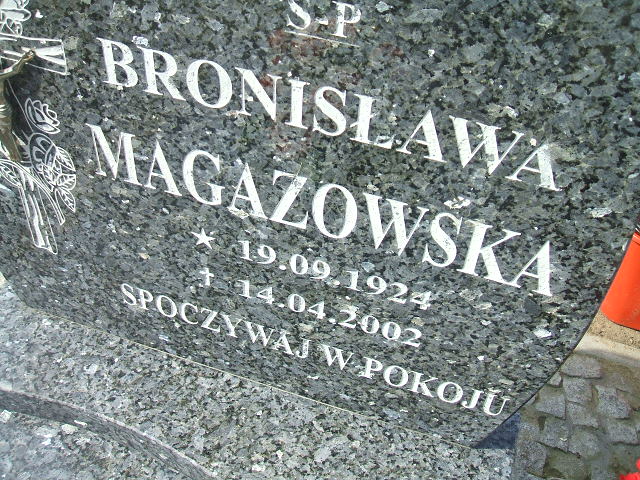 Ś-P
BRONISŁAWA
MAGAZOWSKA
★ 19.09.1924
† 14.04.2002
SPOCZYWAJ W POKOJU